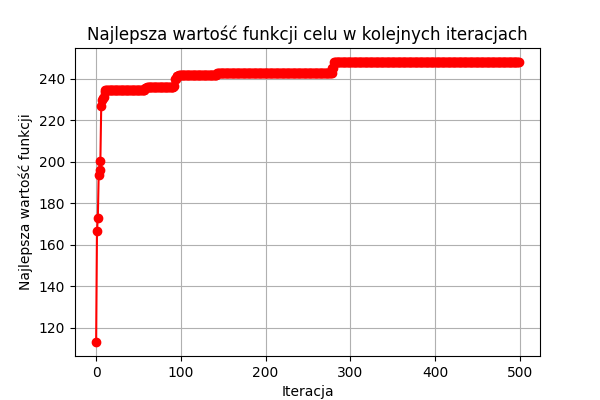 Najlepsza wartość funkcji celu w kolejnych iteracjach
Najlepsza wartość funkcji
240
220
200
180
160
140
120
0 100 200 300 400 500
Iteracja